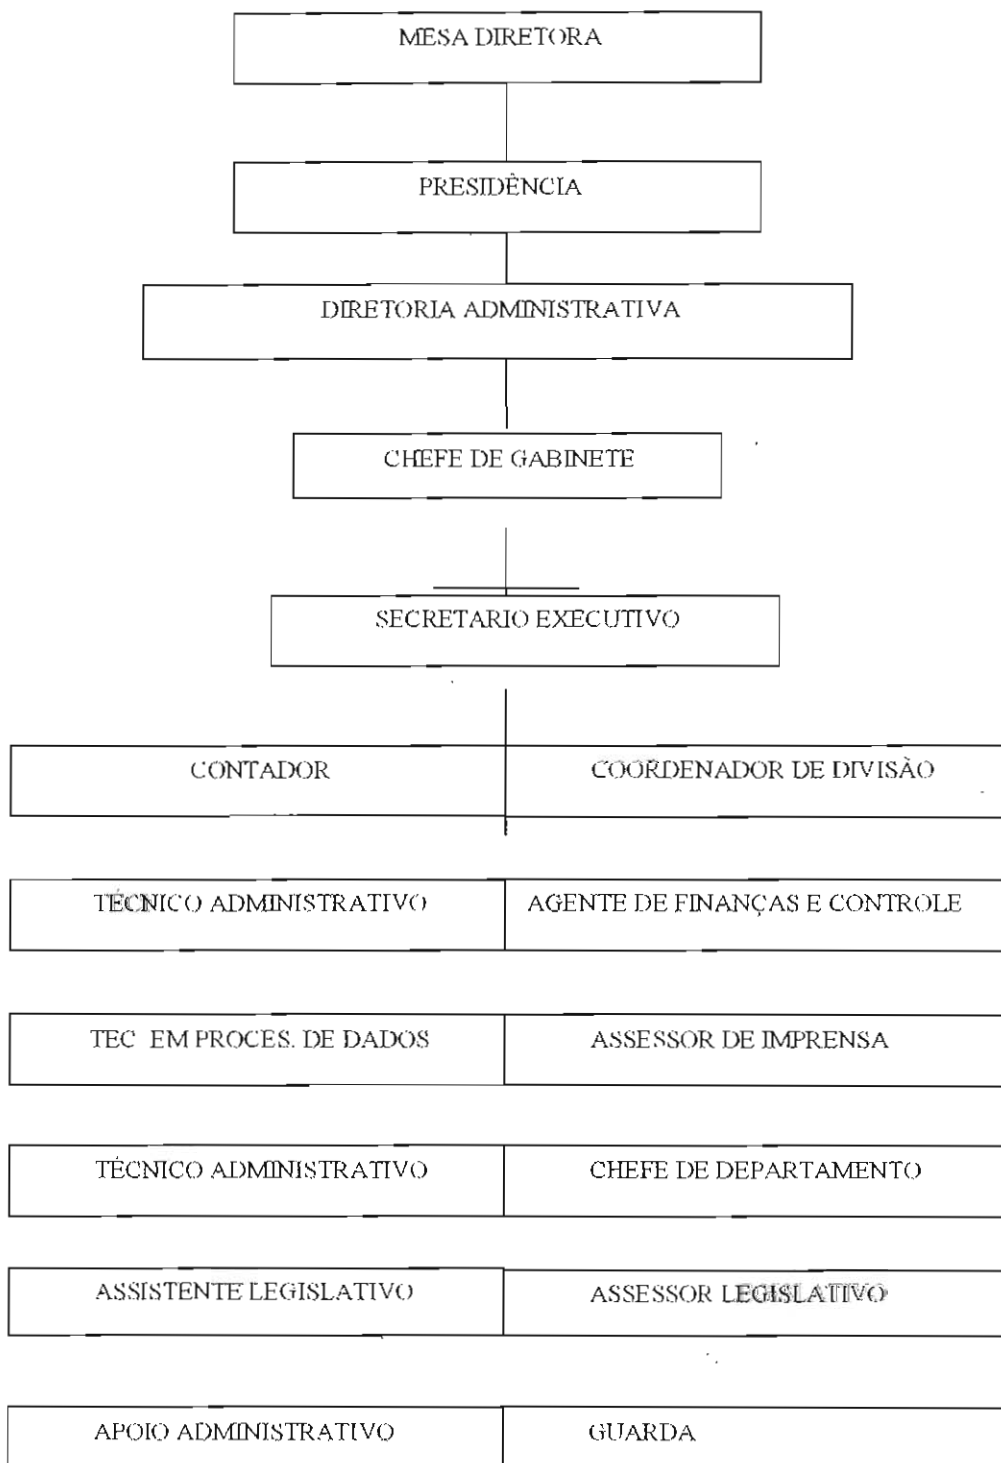 MESA DIRETORA
PRESIDÊNCIA
DIRETORIA ADMINISTRATIVA
CHEFE DE GABINETE
SECRETARIO EXECUTIVO
CONTADOR
COORDENADOR DE DIVISÃO
TÉCNICO ADMINISTRATIVO
AGENTE DE FINANÇAS E CONTROLE
TEC EM PROCES. DE DADOS
ASSESSOR DE IMPRENSA
TÉCNICO ADMINISTRATIVO
CHEFE DE DEPARTAMENTO
ASSISTENTE LEGISLATIVO
ASSESSOR LEGISLATIVO
APOIO ADMINISTRATIVO
GUARDA